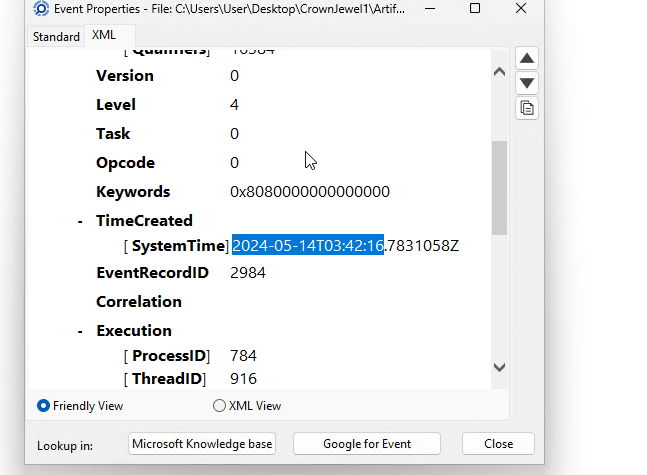 Event Properties - File: C:\Users\User\Desktop\CrownJewel1\Artif...
Standard XML
[ Qualifiers] 16384
Version 0
Level 4
Task 0
Opcode 0
Keywords 0x8080000000000000
- TimeCreated
[ SystemTime] 2024-05-14T03:42:16.7831058Z
EventRecordID 2984
Correlation
- Execution
[ ProcessID] 784
[ ThreadID] 916
Friendly View XML View
Lookup in: Microsoft Knowledge base Google for Event Close